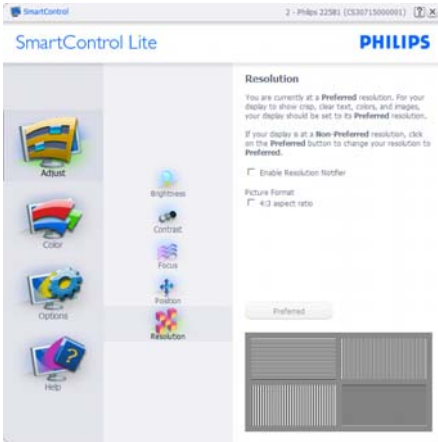 SmartControl
2 - Philips 225B1 (CS30715000001)
SmartControl Lite
PHILIPS
Adjust
Color
Options
Help
Brightness
Contrast
Focus
Position
Resolution
Resolution
You are currently at a Preferred resolution. For your
display to show crisp, clear text, colors, and images,
your display should be set to its Preferred resolution.
If your display is at a Non-Preferred resolution, click
on the Preferred button to change your resolution to
Preferred.
Enable Resolution Notifier
Picture Format
4:3 aspect ratio
Preferred